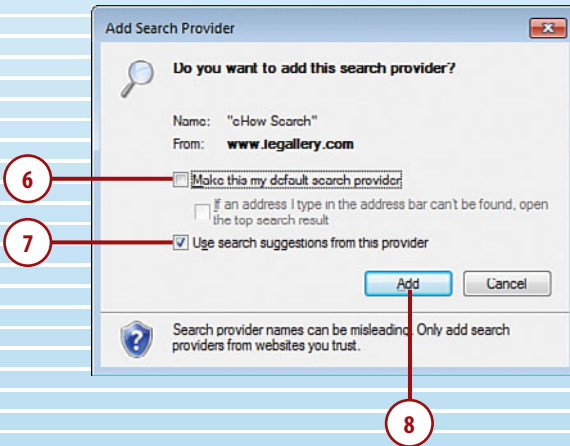 Add Search Provider
Do you want to add this search provider?
Name: "eHow Search"
From: www.iegallery.com
6
Make this my default search provider
If an address I type in the address bar can't be found, open
the top search result
7
Use search suggestions from this provider
Add Cancel
Search provider names can be misleading. Only add search
providers from websites you trust.
8